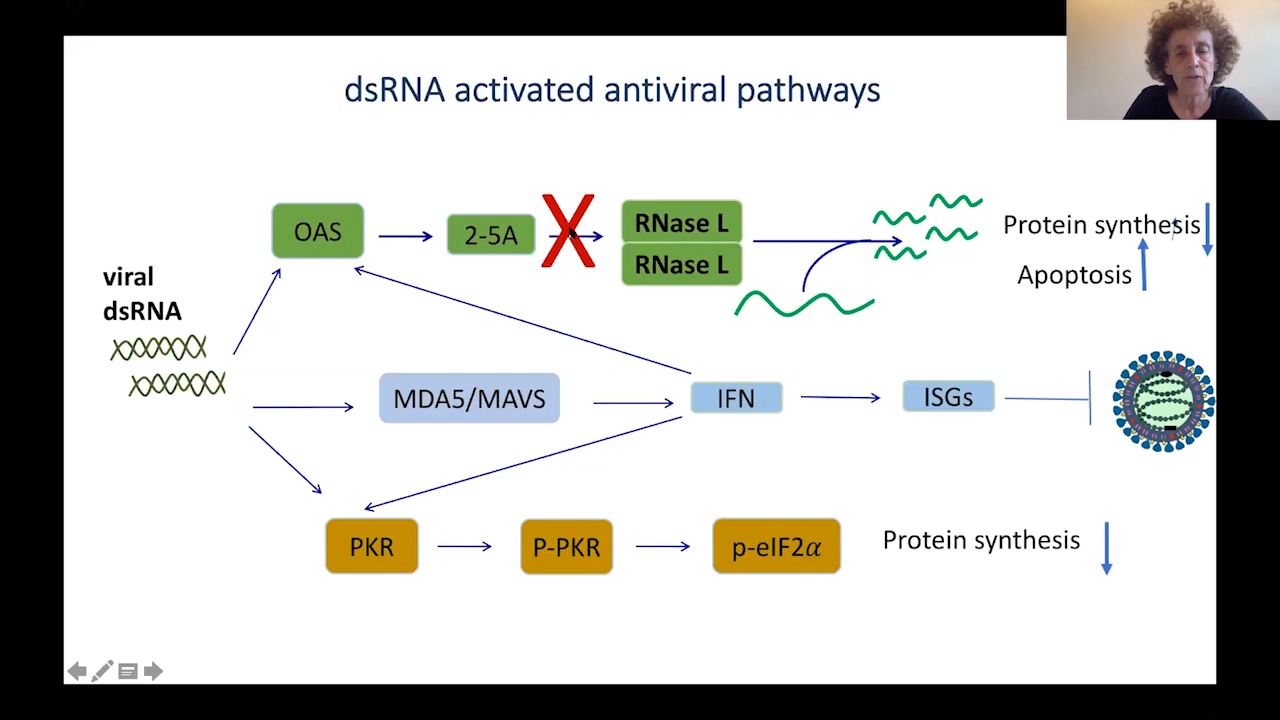 dsRNA activated antiviral pathways
OAS
2-5A
RNase L
RNase L
Protein synthesis
Apoptosis
viral
dsRNA
MDA5/MAVS
IFN
ISGs
PKR
P-PKR
p-eIF2α
Protein synthesis